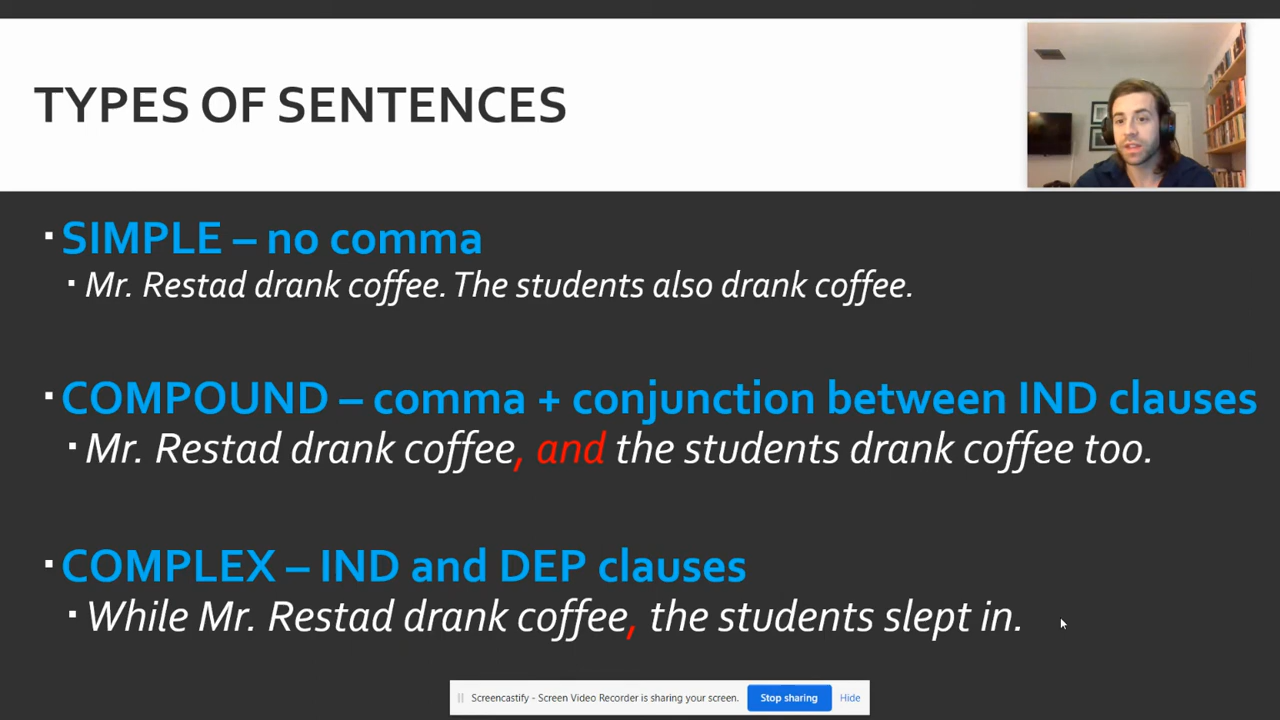 TYPES OF SENTENCES
SIMPLE – no comma
Mr. Restad drank coffee. The students also drank coffee.
COMPOUND – comma + conjunction between IND clauses
Mr. Restad drank coffee, and the students drank coffee too.
COMPLEX – IND and DEP clauses
While Mr. Restad drank coffee, the students slept in.
Screencastify - Screen Video Recorder is sharing your screen. Stop sharing Hide